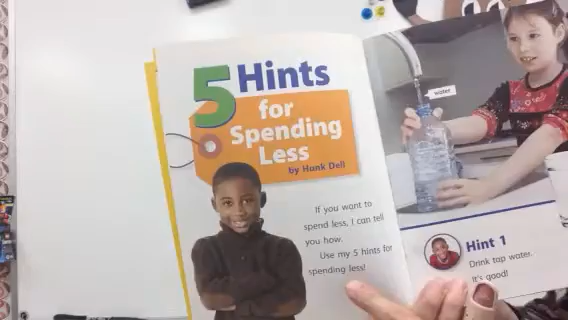 5 Hints
for
Spending
Less
by Hank Dell
If you want to
spend less, I can tell
you how.
Use my 5 hints for
spending less!
water
Hint 1
Drink tap water.
It's good!